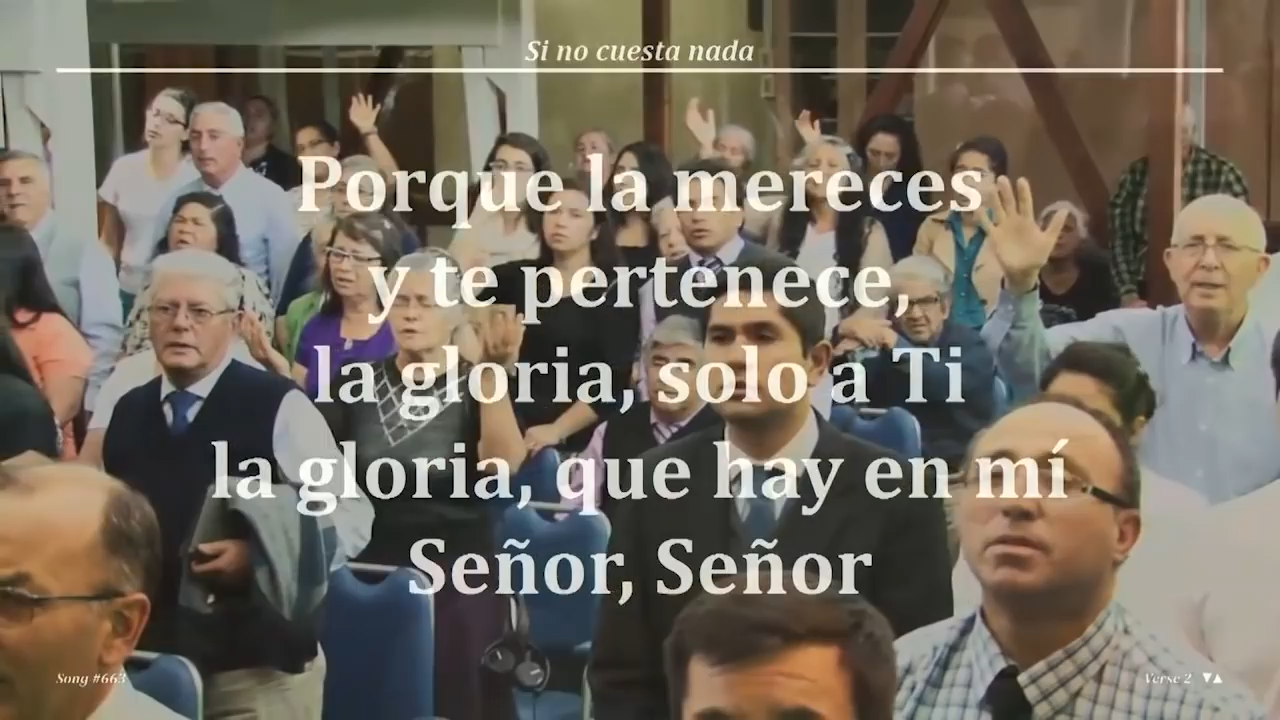 Si no cuesta nada
Porque la mereces
y te pertenece,
la gloria, solo a Ti
la gloria, que hay en mí
Señor, Señor
Song #663
Verse 2 ▼▲